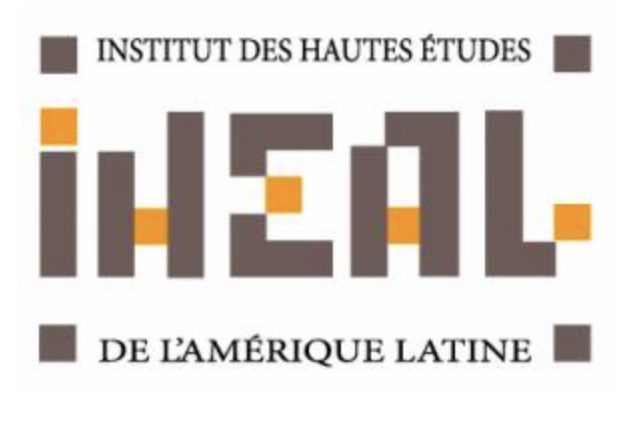 INSTITUT DES HAUTES ÉTUDES
iHEAL
DE L'AMÉRIQUE LATINE